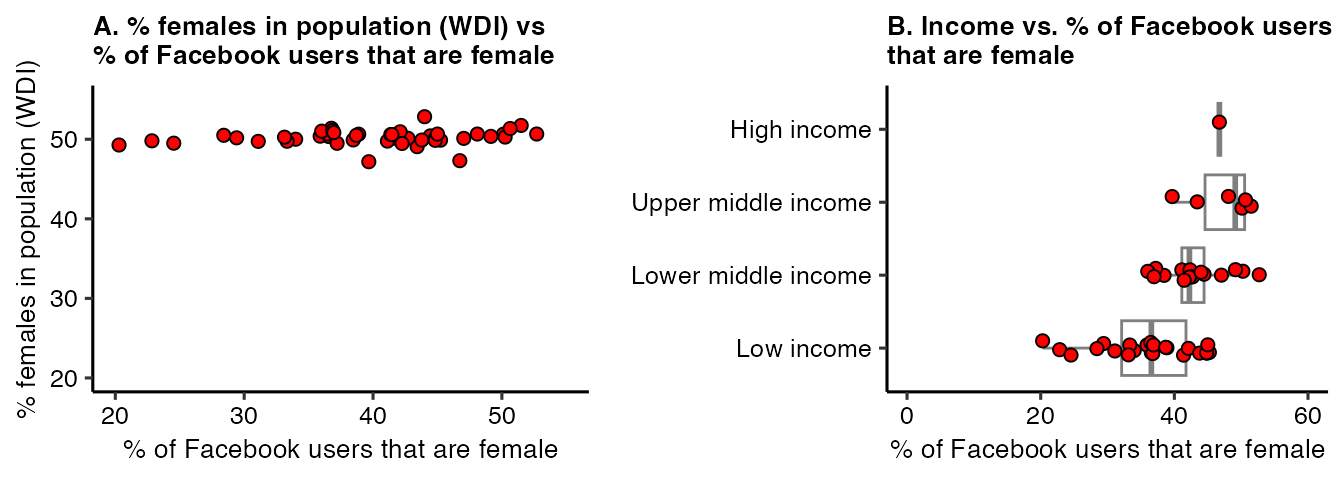 A. % females in population (WDI) vs
% of Facebook users that are female
% females in population (WDI)
50
40
30
20
20 30 40 50
% of Facebook users that are female
B. Income vs. % of Facebook users
that are female
High income
Upper middle income
Lower middle income
Low income
0 20 40 60
% of Facebook users that are female